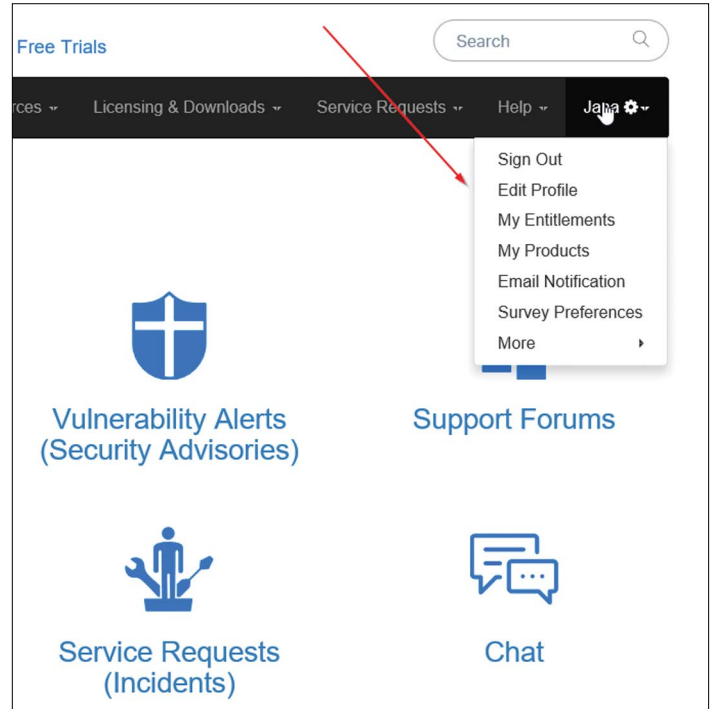 Free Trials
Search
rces
Licensing & Downloads
Service Requests
Help
Jana
Sign Out
Edit Profile
My Entitlements
My Products
Email Notification
Survey Preferences
More
Vulnerability Alerts
(Security Advisories)
Support Forums
Service Requests
(Incidents)
Chat